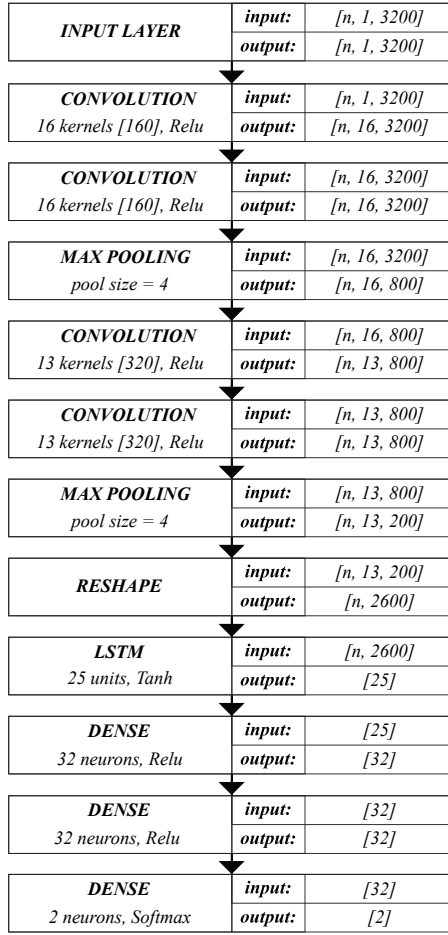 INPUT LAYER
input: [n, 1, 3200]
output: [n, 1, 3200]
CONVOLUTION
16 kernels [160], Relu
input: [n, 1, 3200]
output: [n, 16, 3200]
CONVOLUTION
16 kernels [160], Relu
input: [n, 16, 3200]
output: [n, 16, 3200]
MAX POOLING
pool size = 4
input: [n, 16, 3200]
output: [n, 16, 800]
CONVOLUTION
13 kernels [320], Relu
input: [n, 16, 800]
output: [n, 13, 800]
CONVOLUTION
13 kernels [320], Relu
input: [n, 13, 800]
output: [n, 13, 800]
MAX POOLING
pool size = 4
input: [n, 13, 800]
output: [n, 13, 200]
RESHAPE
input: [n, 13, 200]
output: [n, 2600]
LSTM
25 units, Tanh
input: [n, 2600]
output: [25]
DENSE
32 neurons, Relu
input: [25]
output: [32]
DENSE
32 neurons, Relu
input: [32]
output: [32]
DENSE
2 neurons, Softmax
input: [32]
output: [2]